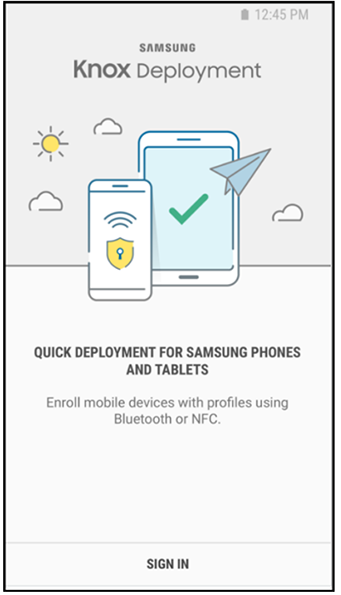 12:45 PM
SAMSUNG
Knox Deployment
QUICK DEPLOYMENT FOR SAMSUNG PHONES
AND TABLETS
Enroll mobile devices with profiles using
Bluetooth or NFC.
SIGN IN